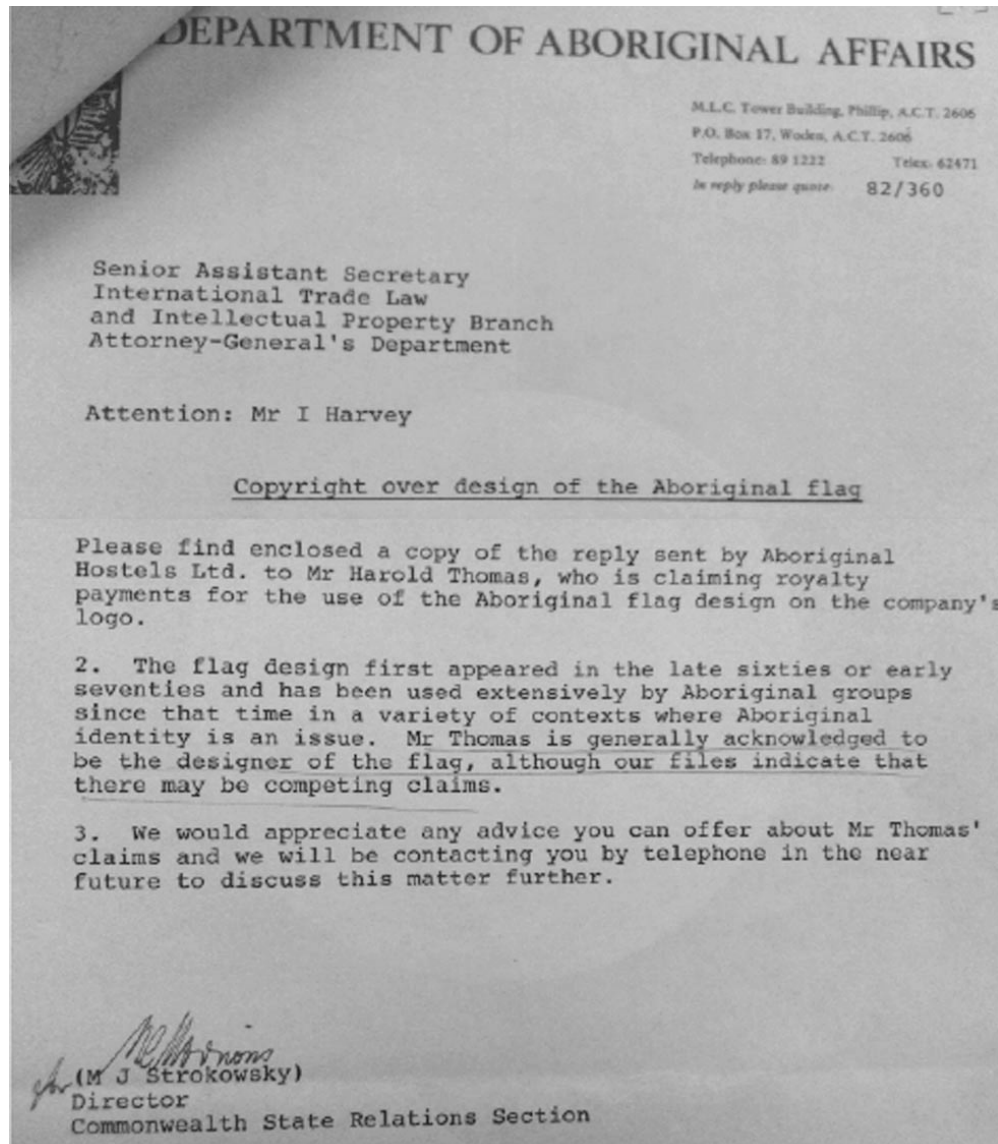 DEPARTMENT OF ABORIGINAL AFFAIRS
M.L.C. Tower Building, Phillip, A.C.T. 2606
P.O. Box 17, Woden, A.C.T. 2606
Telephone: 89 1222 Telex: 62471
In reply please quote: 82/360
Senior Assistant Secretary
International Trade Law
and Intellectual Property Branch
Attorney-General's Department
Attention: Mr I Harvey
Copyright over design of the Aboriginal flag
Please find enclosed a copy of the reply sent by Aboriginal
Hostels Ltd. to Mr Harold Thomas, who is claiming royalty
payments for the use of the Aboriginal flag design on the company's
logo.
2. The flag design first appeared in the late sixties or early
seventies and has been used extensively by Aboriginal groups
since that time in a variety of contexts where Aboriginal
identity is an issue. Mr Thomas is generally acknowledged to
be the designer of the flag, although our files indicate that
there may be competing claims.
3. We would appreciate any advice you can offer about Mr Thomas'
claims and we will be contacting you by telephone in the near
future to discuss this matter further.
for (M J Strokowsky)
Director
Commonwealth State Relations Section